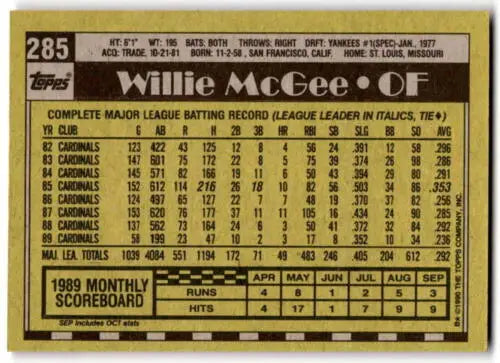 285
HT: 6'1" WT: 195 BATS: BOTH THROWS: RIGHT DRFT: YANKEES #1(SPEC)-JAN., 1977
ACQ: TRADE, 10-21-81 BORN: 11-2-58, SAN FRANCISCO, CALIF. HOME: ST. LOUIS, MISSOURI
Topps
Willie McGee • OF
COMPLETE MAJOR LEAGUE BATTING RECORD (LEAGUE LEADER IN ITALICS, TIE♦)
YR CLUB G AB R H 2B 3B HR RBI SB SLG BB SO AVG
82 CARDINALS 123 422 43 125 12 8 4 56 24 .391 12 58 .296
83 CARDINALS 147 601 75 172 22 8 5 75 39 .374 26 98 .286
84 CARDINALS 145 571 82 166 19 11 6 50 43 .394 29 80 .291
85 CARDINALS 152 612 114 216 26 18 10 82 56 .503 34 86 .353
86 CARDINALS 124 497 65 127 22 7 7 48 19 .370 37 82 .256
87 CARDINALS 153 620 76 177 37 11 11 105 16 .434 24 90 .285
88 CARDINALS 137 562 73 164 24 6 3 50 41 .372 32 84 .292
89 CARDINALS 58 199 23 47 10 2 3 17 8 .352 10 34 .236
MAJ. LEA. TOTALS 1039 4084 551 1194 172 71 49 483 246 .405 204 612 .292
1989 MONTHLY SCOREBOARD
APR MAY JUN JUL AUG SEP
RUNS 4 8 1 2 5 3
HITS 4 17 1 7 9 9
SEP includes OCT stats
B* ©1990 THE TOPPS COMPANY, INC.